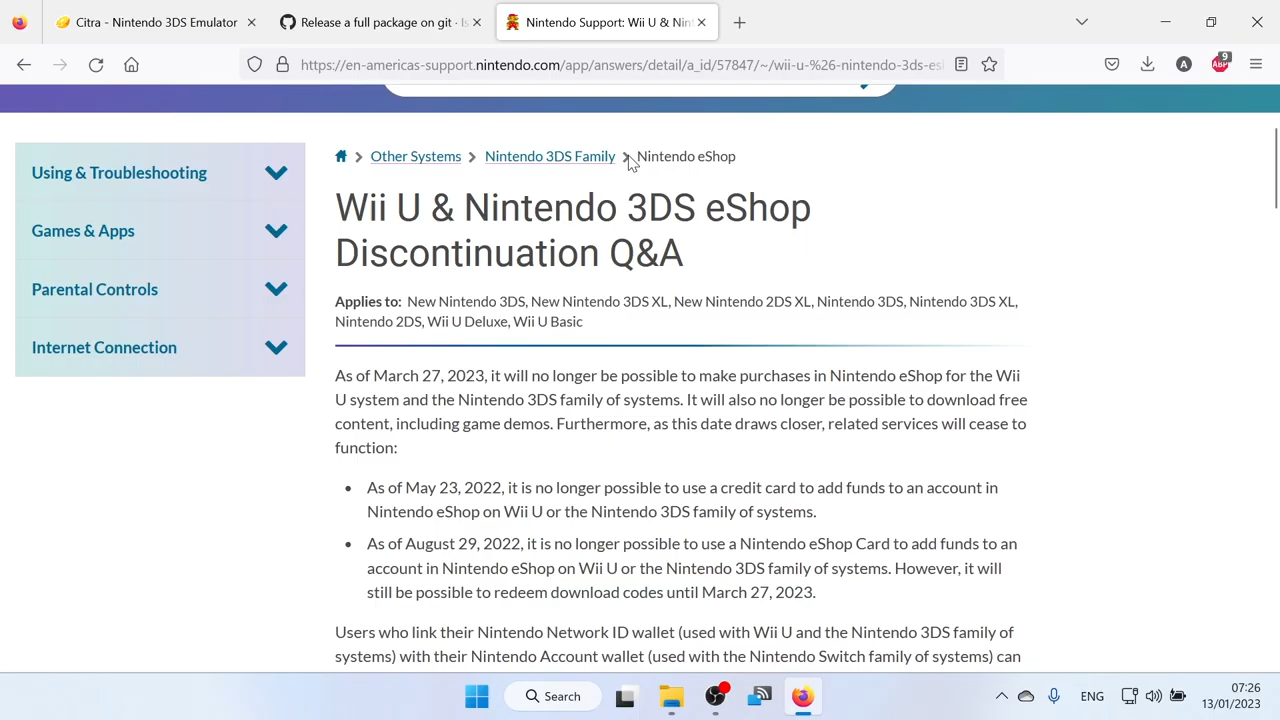 Citra - Nintendo 3DS Emulator
Release a full package on git · Is
Nintendo Support: Wii U & Nin
https://en-americas-support.nintendo.com/app/answers/detail/a_id/57847/~/wii-u-%26-nintendo-3ds-es
A
9
ABP
Using & Troubleshooting
Games & Apps
Parental Controls
Internet Connection
Other Systems
Nintendo 3DS Family
Nintendo eShop
Wii U & Nintendo 3DS eShop
Discontinuation Q&A
Applies to: New Nintendo 3DS, New Nintendo 3DS XL, New Nintendo 2DS XL, Nintendo 3DS, Nintendo 3DS XL,
Nintendo 2DS, Wii U Deluxe, Wii U Basic
As of March 27, 2023, it will no longer be possible to make purchases in Nintendo eShop for the Wii
U system and the Nintendo 3DS family of systems. It will also no longer be possible to download free
content, including game demos. Furthermore, as this date draws closer, related services will cease to
function:
• As of May 23, 2022, it is no longer possible to use a credit card to add funds to an account in
Nintendo eShop on Wii U or the Nintendo 3DS family of systems.
• As of August 29, 2022, it is no longer possible to use a Nintendo eShop Card to add funds to an
account in Nintendo eShop on Wii U or the Nintendo 3DS family of systems. However, it will
still be possible to redeem download codes until March 27, 2023.
Users who link their Nintendo Network ID wallet (used with Wii U and the Nintendo 3DS family of
systems) with their Nintendo Account wallet (used with the Nintendo Switch family of systems) can
Search
ENG
07:26
13/01/2023